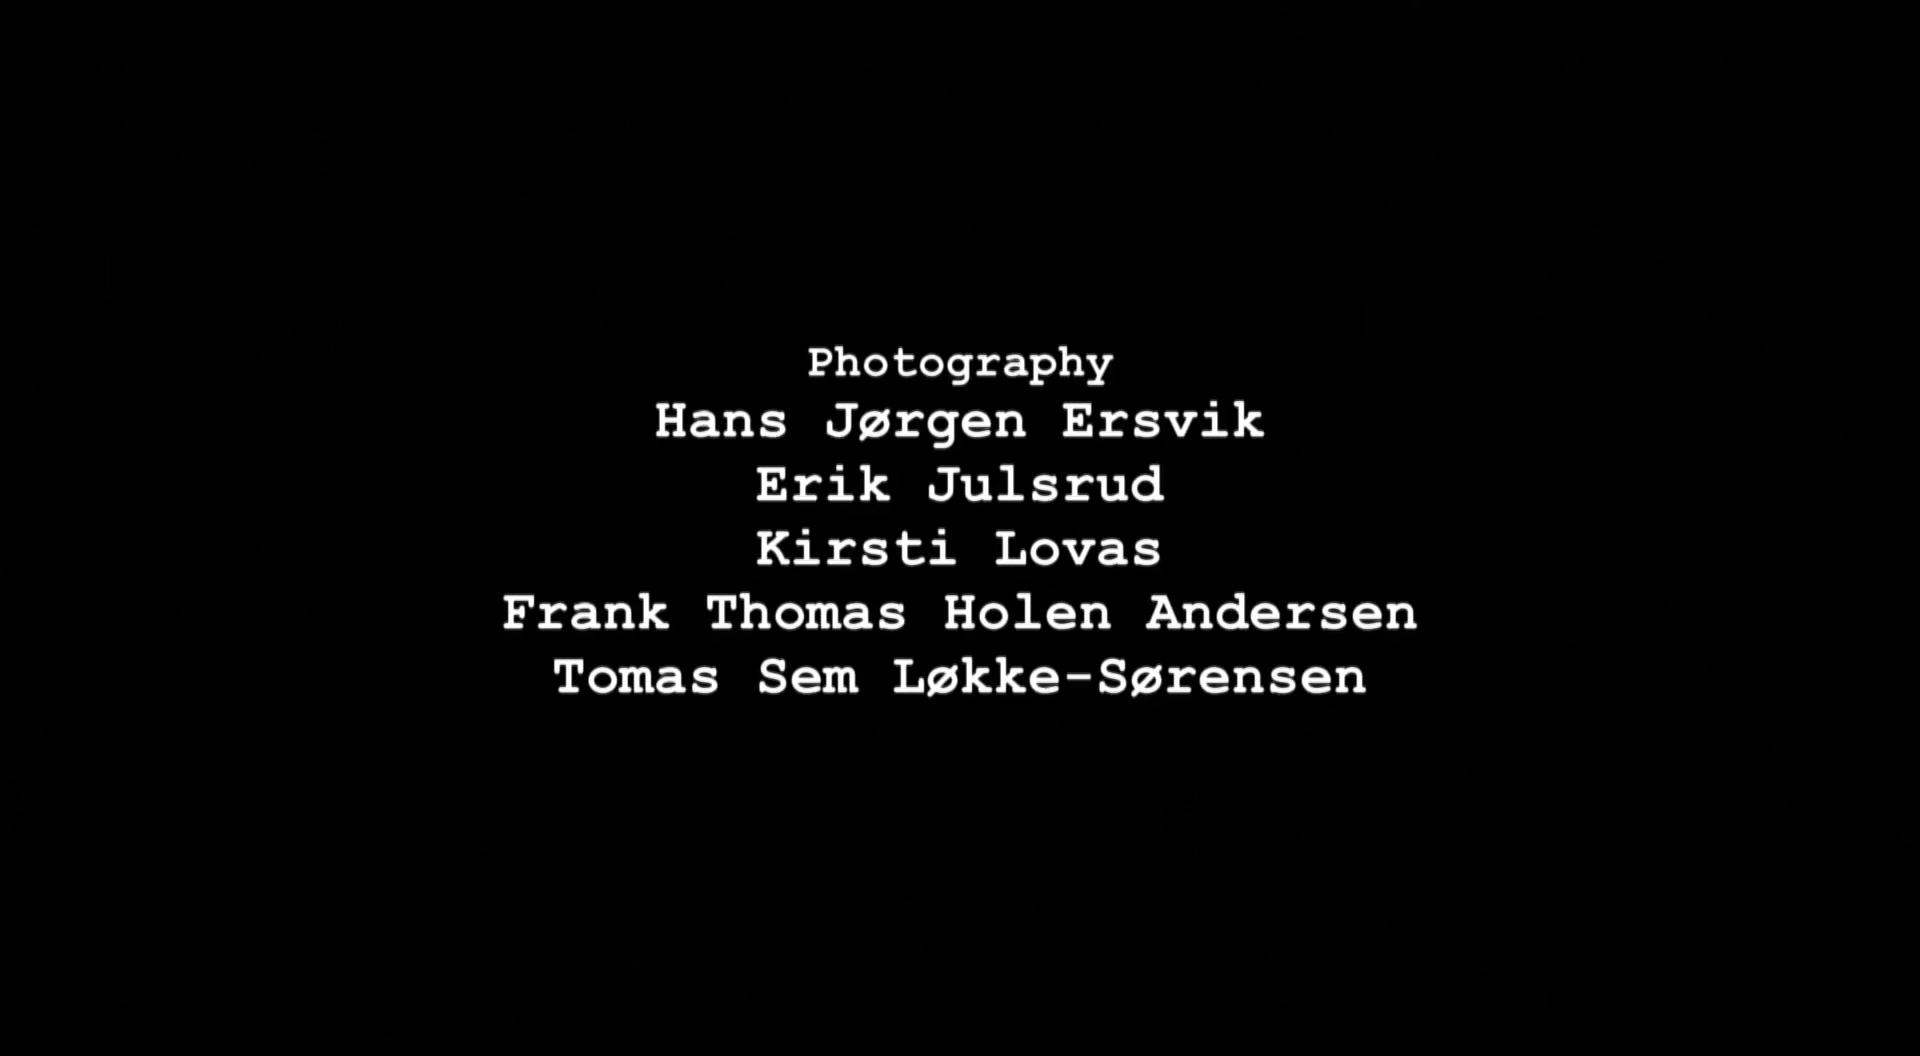 Photography
Hans Jørgen Ersvik
Erik Julsrud
Kirsti Lovas
Frank Thomas Holen Andersen
Tomas Sem Løkke-Sørensen